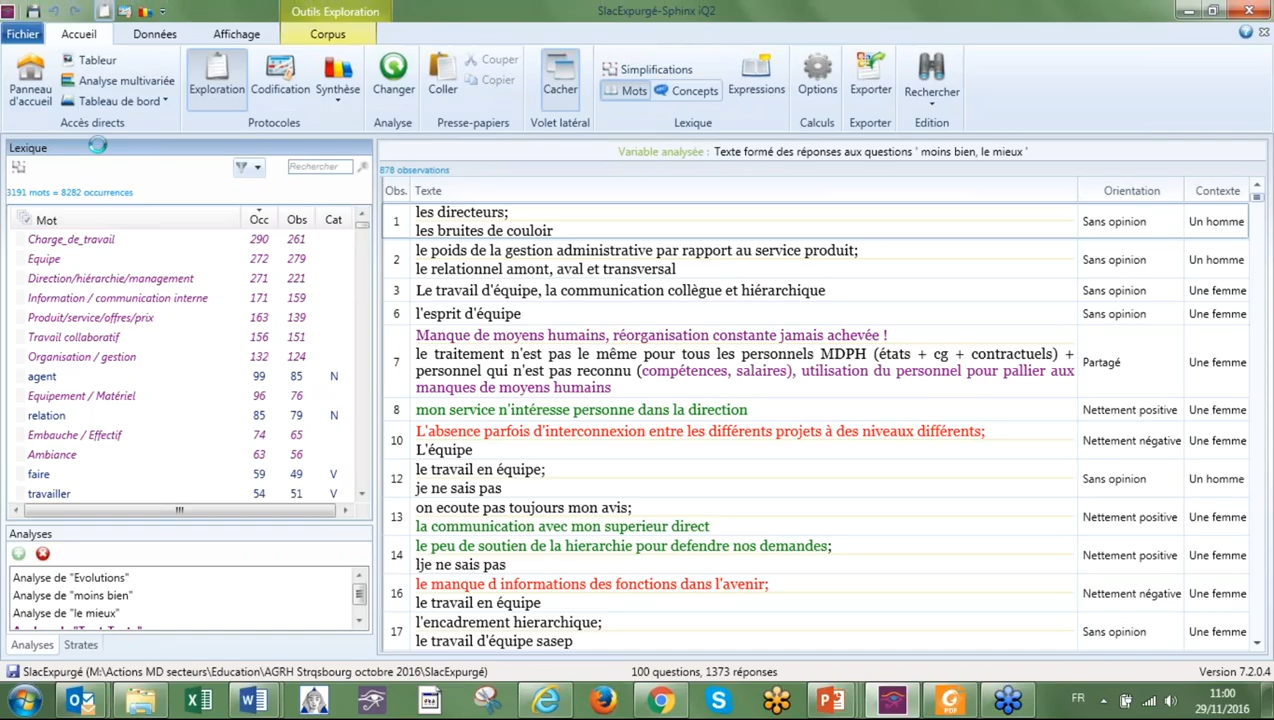 Outils Exploration
SlacExpurgé-Sphinx iQ2
Fichier
Accueil
Données
Affichage
Corpus
Panneau d'accueil
Tableur
Analyse multivariée
Tableau de bord
Accès directs
Exploration
Codification
Synthèse
Protocoles
Changer
Analyse
Coller
Couper
Copier
Presse-papiers
Cacher
Volet latéral
Simplifications
Mots
Concepts
Expressions
Lexique
Options
Calculs
Exporter
Exporter
Rechercher
Edition
Lexique
Rechercher
3191 mots = 8282 occurrences
Mot Occ Obs Cat
Charge_de_travail 290 261
Equipe 272 279
Direction/hiérarchie/management 271 221
Information / communication interne 171 159
Produit/service/offres/prix 163 139
Travail collaboratif 156 151
Organisation / gestion 132 124
agent 99 85 N
Equipement / Matériel 96 76
relation 85 79 N
Embauche / Effectif 74 65
Ambiance 63 56
faire 59 49 V
travailler 54 51 V
Analyses
Analyse de "Evolutions"
Analyse de "moins bien"
Analyse de "le mieux"
Analyses
Strates
Variable analysée : Texte formé des réponses aux questions ' moins bien, le mieux '
878 observations
Obs. Texte Orientation Contexte
1 les directeurs; Sans opinion Un homme
les bruites de couloir
2 le poids de la gestion administrative par rapport au service produit; Sans opinion Un homme
le relationnel amont, aval et transversal
3 Le travail d'équipe, la communication collègue et hiérarchique Sans opinion Une femme
6 l'esprit d'équipe Sans opinion Une femme
7 Manque de moyens humains, réorganisation constante jamais achevée ! Partagé Une femme
le traitement n'est pas le même pour tous les personnels MDPH (états + cg + contractuels) +
personnel qui n'est pas reconnu (compétences, salaires), utilisation du personnel pour pallier aux
manques de moyens humains
8 mon service n'intéresse personne dans la direction Nettement positive Une femme
10 L'absence parfois d'interconnexion entre les différents projets à des niveaux différents; Nettement négative Une femme
L'équipe
12 le travail en équipe; Sans opinion Un homme
je ne sais pas
13 on ecoute pas toujours mon avis; Nettement positive Une femme
la communication avec mon superieur direct
14 le peu de soutien de la hierarchie pour defendre nos demandes; Nettement positive Une femme
lje ne sais pas
16 le manque d informations des fonctions dans l'avenir; Nettement négative Une femme
le travail en équipe
17 l'encadrement hierarchique; Sans opinion Une femme
le travail d'équipe sasep
SlacExpurgé (M:\Actions MD secteurs\Education\AGRH Strqsbourg octobre 2016\SlacExpurgé)
100 questions, 1373 réponses
Version 7.2.0.4
FR
11:00
29/11/2016